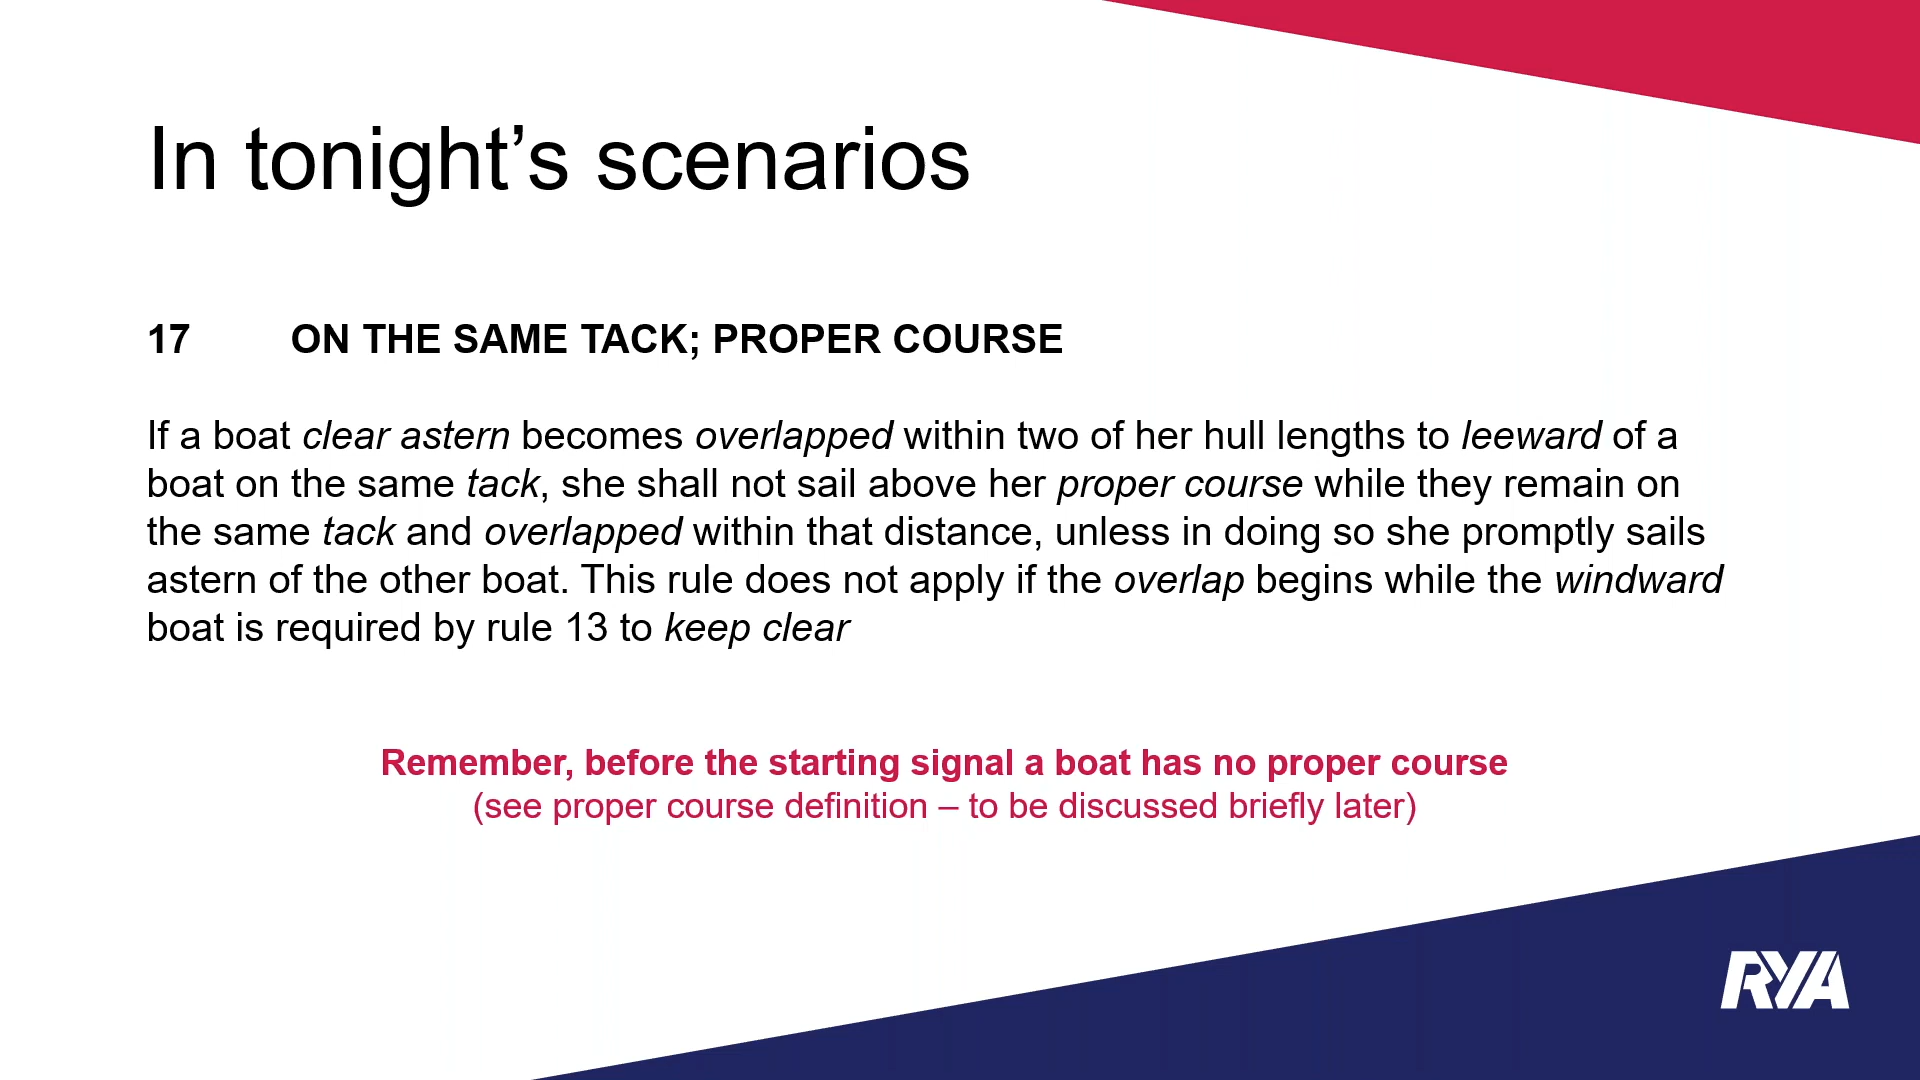 In tonight’s scenarios
17 ON THE SAME TACK; PROPER COURSE
If a boat clear astern becomes overlapped within two of her hull lengths to leeward of a
boat on the same tack, she shall not sail above her proper course while they remain on
the same tack and overlapped within that distance, unless in doing so she promptly sails
astern of the other boat. This rule does not apply if the overlap begins while the windward
boat is required by rule 13 to keep clear
Remember, before the starting signal a boat has no proper course
(see proper course definition – to be discussed briefly later)
RYA